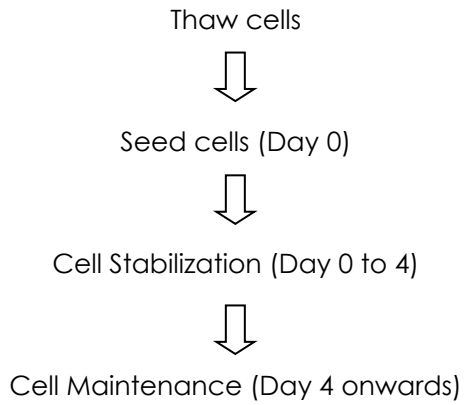 Thaw cells
Seed cells (Day 0)
Cell Stabilization (Day 0 to 4)
Cell Maintenance (Day 4 onwards)